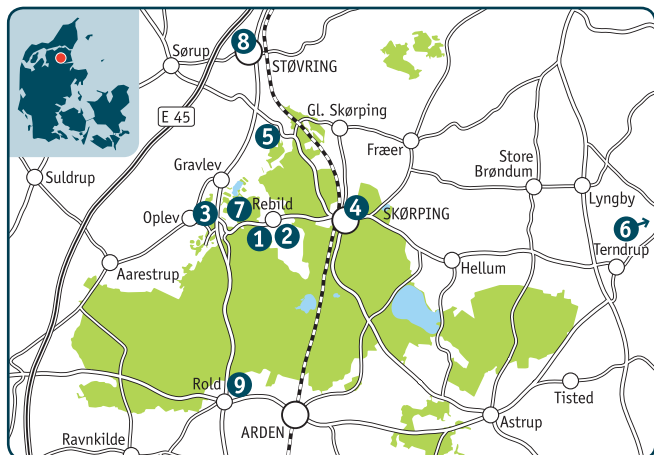 8
Sørup
STØVRING
Gl. Skørping
E 45
5
Fræer
Store
Brøndum
Gravlev
Suldrup
Lyngby
Oplev
3
7
Rebild
4
SKØRPING
6
1
2
Terndrup
Aarestrup
Hellum
Rold
9
Tisted
ARDEN
Astrup
Ravnkilde